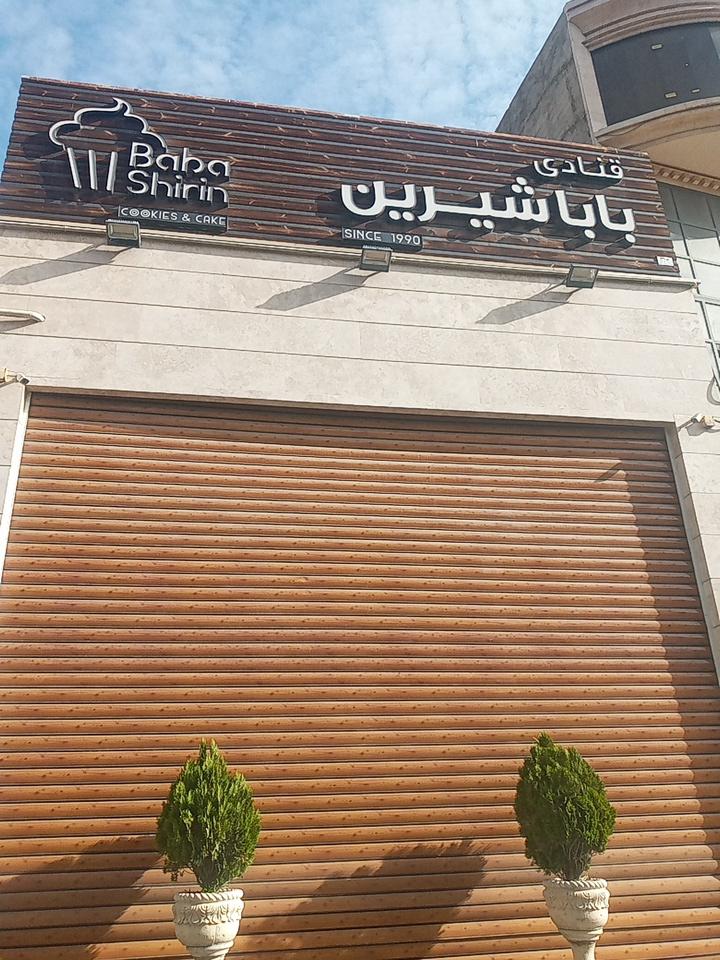 Baba
Shirin
COOKIES & CAKE
قنادی
باباشیرین
SINCE 1990